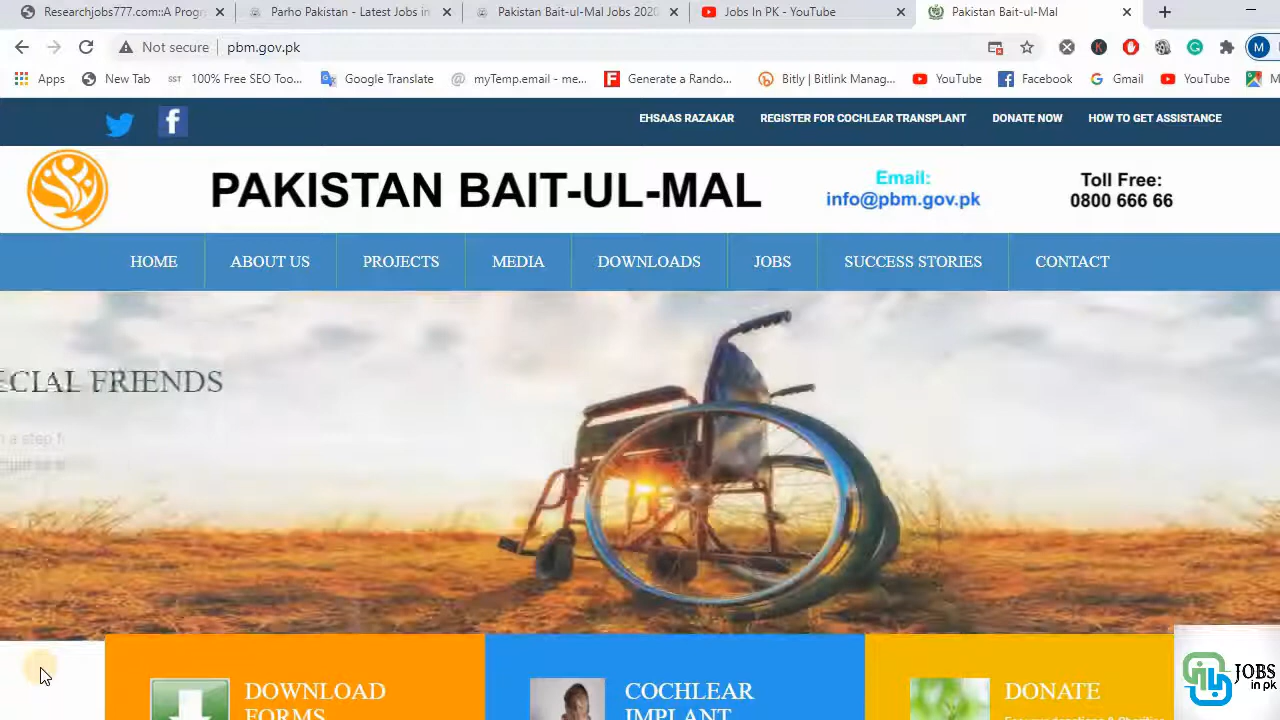 Researchjobs777.com::A Progr
Parho Pakistan - Latest Jobs in
Pakistan Bait-ul-Mal Jobs 2020
Jobs In PK - YouTube
Pakistan Bait-ul-Mal
Not secure
pbm.gov.pk
M
Apps
New Tab
SST 100% Free SEO Too...
Google Translate
@ myTemp.email - me...
F Generate a Rando...
Bitly | Bitlink Manag...
YouTube
Facebook
Gmail
YouTube
M
EHSAAS RAZAKAR
REGISTER FOR COCHLEAR TRANSPLANT
DONATE NOW
HOW TO GET ASSISTANCE
PAKISTAN BAIT-UL-MAL
Email:
info@pbm.gov.pk
Toll Free:
0800 666 66
HOME
ABOUT US
PROJECTS
MEDIA
DOWNLOADS
JOBS
SUCCESS STORIES
CONTACT
ECIAL FRIENDS
DOWNLOAD
FORMS
COCHLEAR
IMPLANT
DONATE
JOBS
in pk